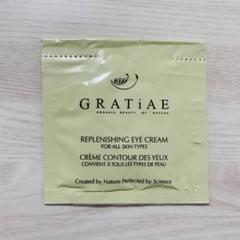 GRATiAE
ORGANIC BEAUTY BY NATURE
REPLENISHING EYE CREAM
FOR ALL SKIN TYPES
CRÈME CONTOUR DES YEUX
CONVIENT À TOUS LES TYPES DE PEAU
Created by Nature Perfected by Science